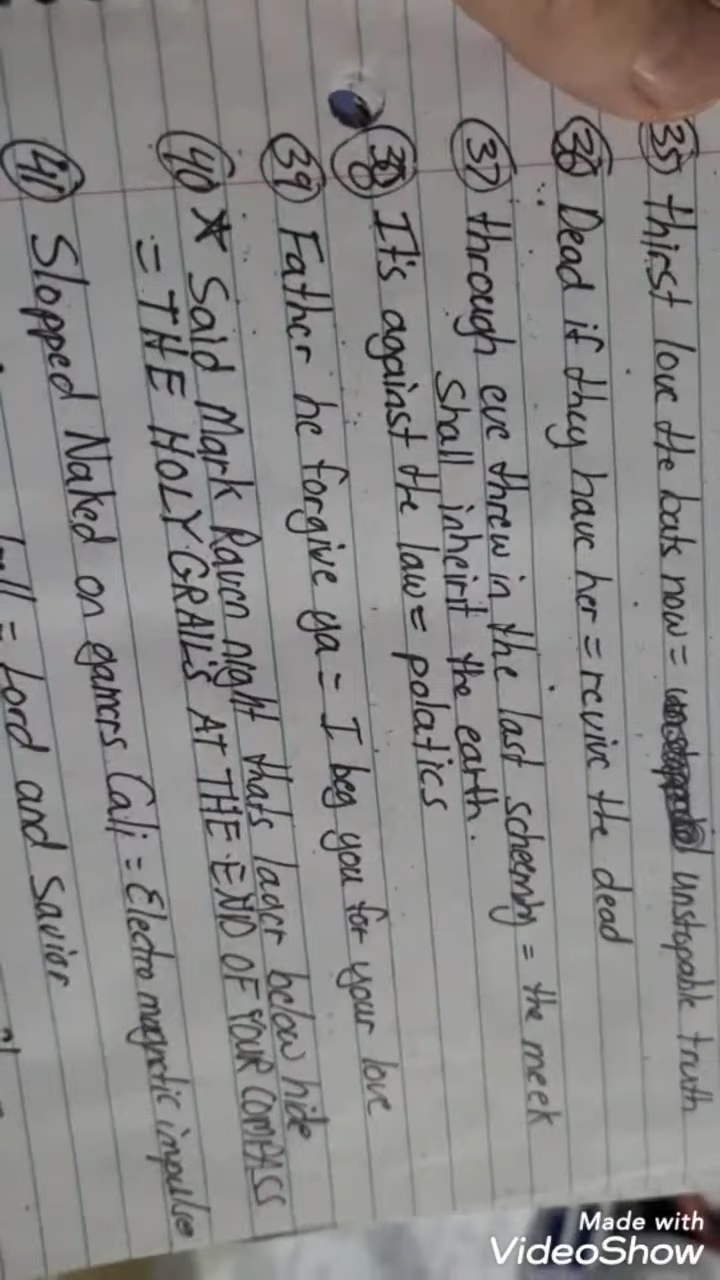 35 thirst love the bats now = unstopable truth
36 Dead if they have her = revive the dead
37 through eve threw in the last scheemby = the meek
Shall inheirit the earth.
38 It's against the law = polatics
39 Father he forgive ya = I beg you for your love
40 * Said Mark Raven night thats lager below hide
= THE HOLY GRAIL'S AT THE END OF YOUR COMPASS
41 Slopped Naked on gamers Cali = Electro magnetic impulse
= Lord and Savior
Made with
VideoShow